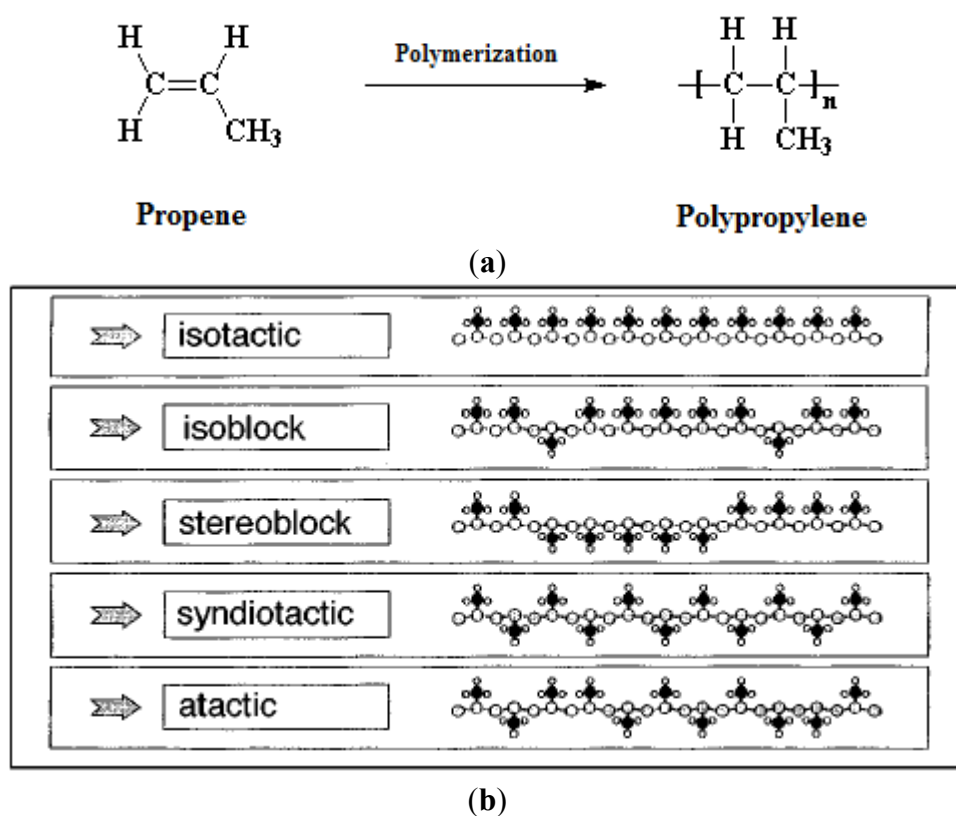 H H Polymerization H H
C=C [C-C]n
H CH3 H CH3
Propene Polypropylene
(a)
isotactic
isoblock
stereoblock
syndiotactic
atactic
(b)